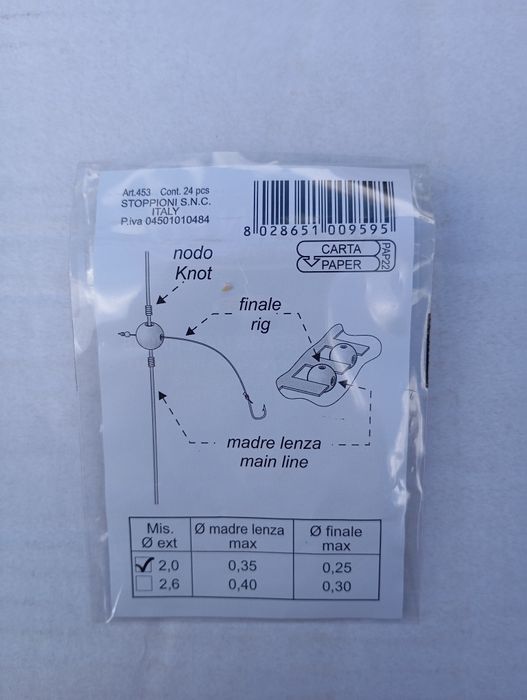 Art.453 Cont. 24 pcs
STOPPIONI S.N.C.
ITALY
P.iva 04501010484
8 028651 009595
CARTA
PAPER
PAP22
nodo
Knot
finale
rig
madre lenza
main line
Mis. Ø ext
Ø madre lenza max
Ø finale max
2,0 0,35 0,25
2,6 0,40 0,30